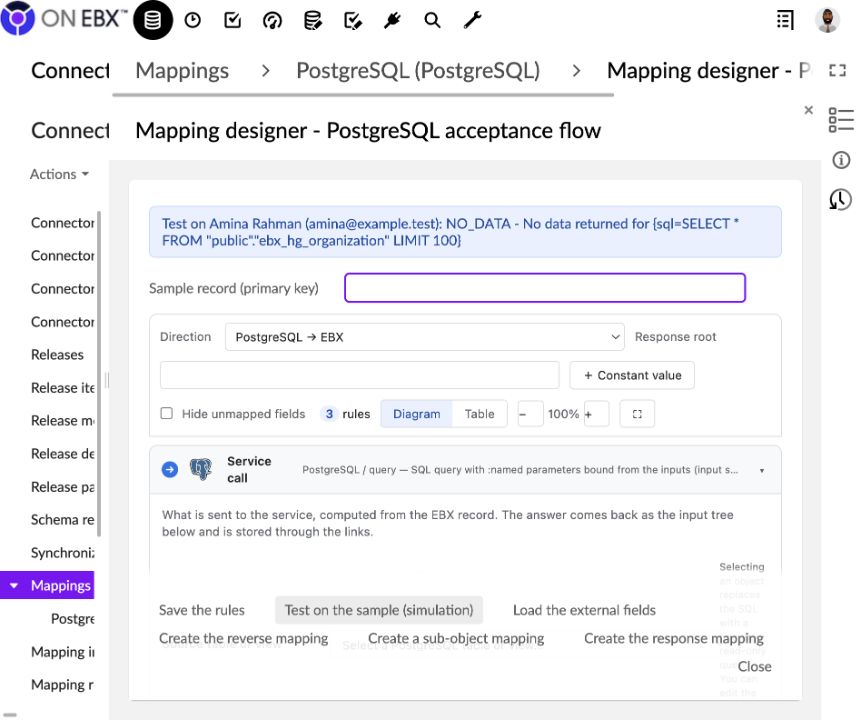 ON EBX™
Connect
Mappings > PostgreSQL (PostgreSQL) > Mapping designer - P
Connect
Mapping designer - PostgreSQL acceptance flow
Actions
Connector
Connector
Connector
Connector
Releases
Release ite
Release m
Release de
Release pa
Schema re
Synchroniz
Mappings
Postgre
Mapping in
Mapping r
Test on Amina Rahman (amina@example.test): NO_DATA - No data returned for {sql=SELECT *
FROM "public"."ebx_hg_organization" LIMIT 100}
Sample record (primary key)
Direction
PostgreSQL → EBX
Response root
+ Constant value
Hide unmapped fields
3 rules
Diagram
Table
−
100%
+
Service
call
PostgreSQL / query — SQL query with :named parameters bound from the inputs (input s...
What is sent to the service, computed from the EBX record. The answer comes back as the input tree
below and is stored through the links.
Selecting
an object
replaces
the SQL
with a
read-only
You can
edit the
Save the rules
Test on the sample (simulation)
Load the external fields
Create the reverse mapping
Create a sub-object mapping
Create the response mapping
Close